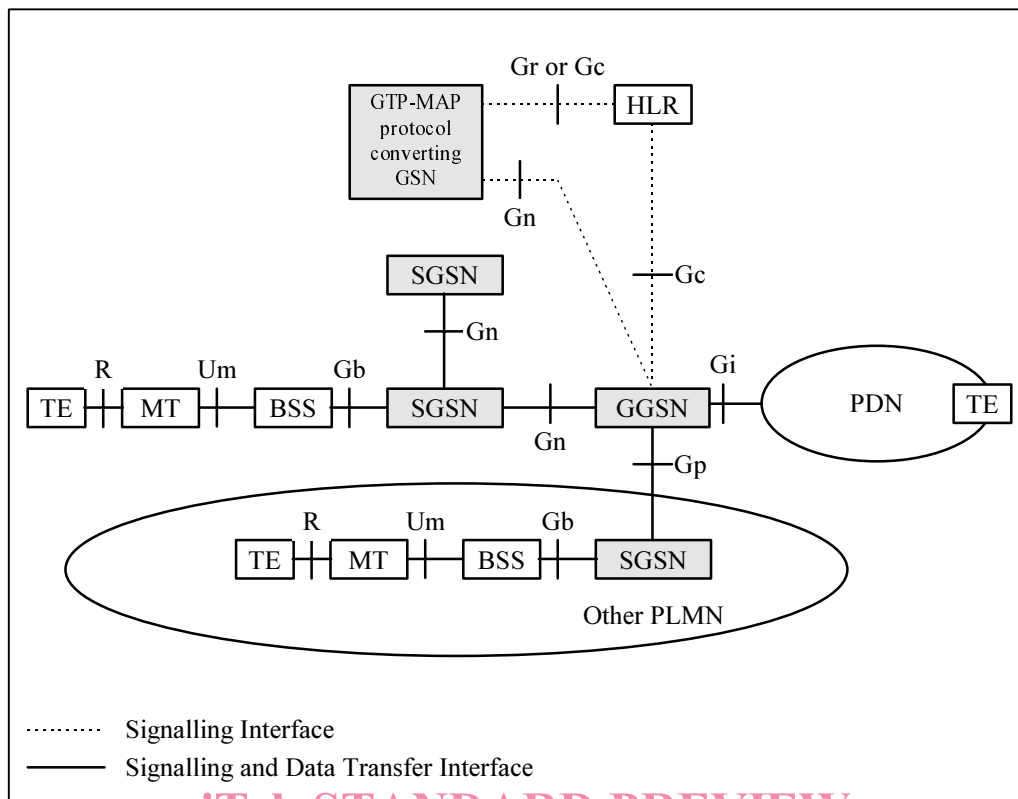 Gr or Gc
GTP-MAP
protocol
converting
GSN
HLR
Gn
Gc
SGSN
Gn
R
Um
Gb
Gi
TE
MT
BSS
SGSN
Gn
GGSN
PDN
TE
Gp
R
Um
Gb
TE
MT
BSS
SGSN
Other PLMN
Signalling Interface
Signalling and Data Transfer Interface
STANDARD PREVIEW